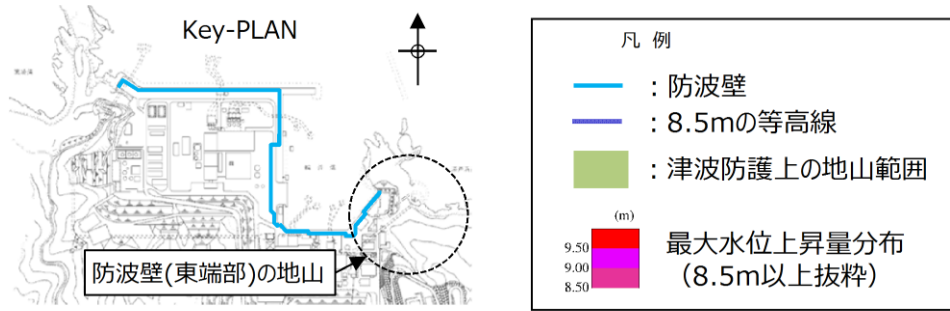 Key-PLAN
防波壁(東端部)の地山
凡 例
：防波壁
：8.5mの等高線
：津波防護上の地山範囲
(m)
9.50
9.00
8.50
最大水位上昇量分布
（8.5m以上抜粋）